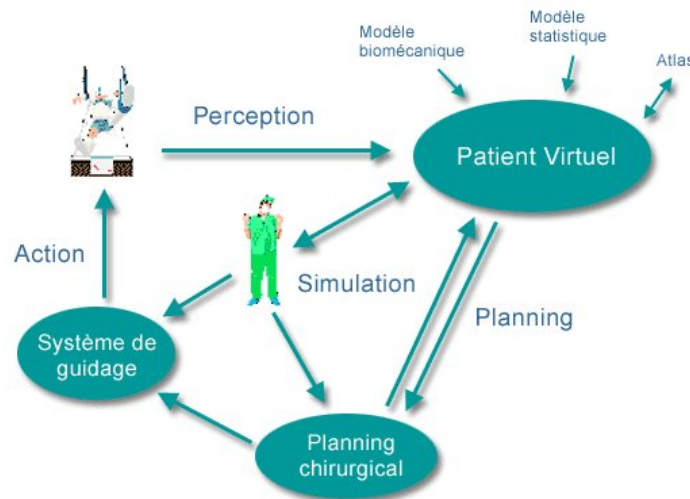 Modèle
biomécanique
Modèle
statistique
Atlas
Perception
Patient Virtuel
Action
Simulation
Planning
Système de
guidage
Planning
chirurgical